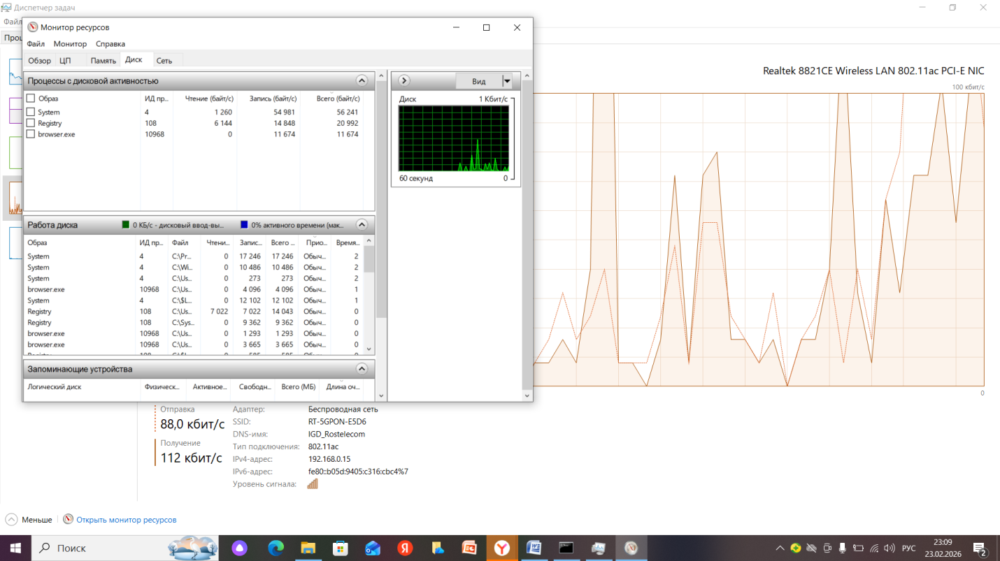 Диспетчер задач
Файл
Проц
Монитор ресурсов
Файл Монитор Справка
Обзор ЦП Память Диск Сеть
Процессы с дисковой активностью
Образ ИД пр... Чтение (байт/с) Запись (байт/с) Всего (байт/с)
System 4 1 260 54 981 56 241
Registry 108 6 144 14 848 20 992
browser.exe 10968 0 11 674 11 674
Работа диска 0 КБ/с - дисковый ввод-вы... 0% активного времени (мак...
Образ ИД пр... Файл Чтени... Запис... Всего ... Прио... Время...
System 4 C:\Pr... 0 17 246 17 246 Обыч... 2
System 4 C:\Wi... 0 10 486 10 486 Обыч... 2
System 4 C:\Us... 0 273 273 Обыч... 2
browser.exe 10968 C:\Us... 0 4 096 4 096 Обыч... 1
System 4 C:\$L... 0 12 102 12 102 Обыч... 1
Registry 108 C:\Us... 7 022 7 022 14 043 Обыч... 0
Registry 108 C:\Sys... 0 9 362 9 362 Обыч... 0
browser.exe 10968 C:\Us... 0 1 293 1 293 Обыч... 0
browser.exe 10968 C:\Us... 0 3 665 3 665 Обыч... 0
Запоминающие устройства
Логический диск Физическ... Активное... Свободн... Всего (МБ) Длина оч...
Вид
Диск 1 Кбит/с
60 секунд 0
Realtek 8821CE Wireless LAN 802.11ac PCI-E NIC
100 кбит/с
0
Отправка
88,0 кбит/с
Получение
112 кбит/с
Адаптер: Беспроводная сеть
SSID: RT-5GPON-E5D6
DNS-имя: IGD_Rostelecom
Тип подключения: 802.11ac
IPv4-адрес: 192.168.0.15
IPv6-адрес: fe80::b05d:9405:c316:cbc4%7
Уровень сигнала:
Меньше Открыть монитор ресурсов
Поиск
РУС
23:09
23.02.2026
2